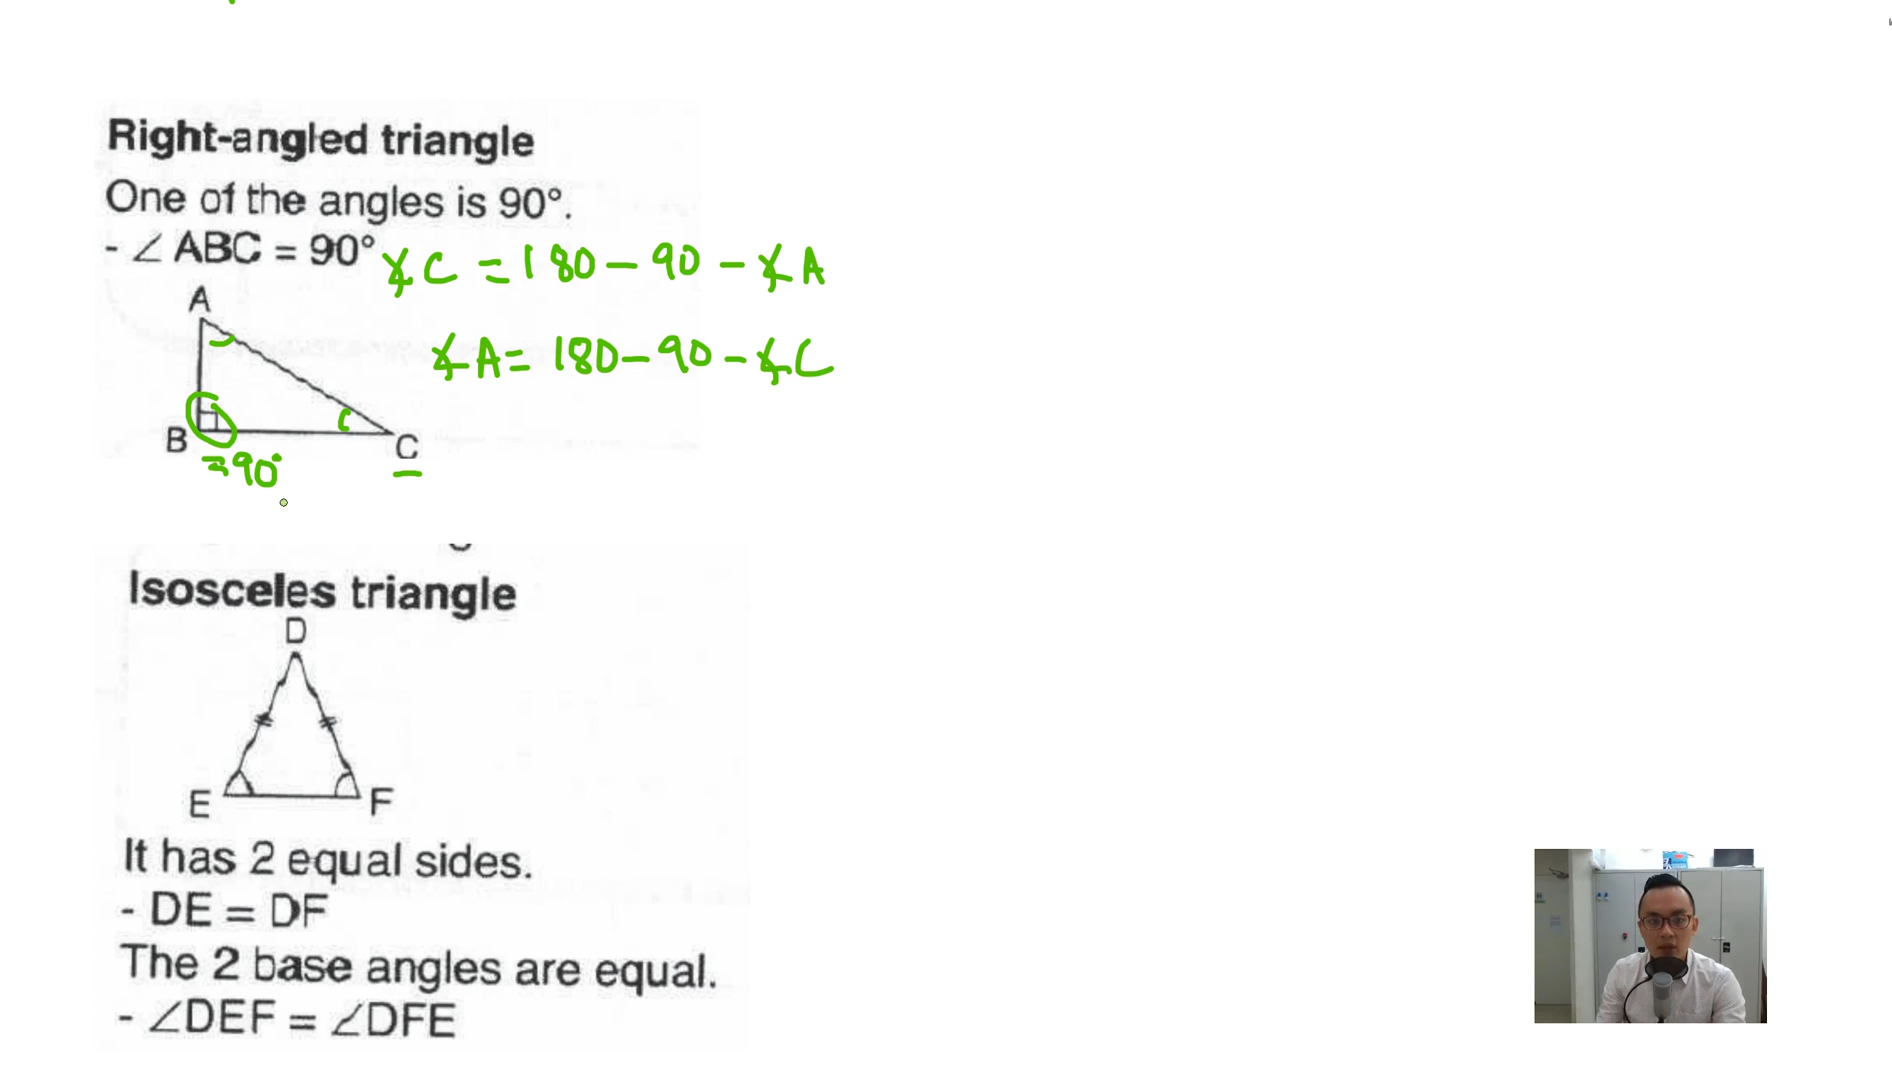 Right-angled triangle
One of the angles is 90°.
- ∠ ABC = 90°
∡C = 180 - 90 - ∡A
A
∡A = 180 - 90 - ∡C
B
C
= 90°
Isosceles triangle
D
E
F
It has 2 equal sides.
- DE = DF
The 2 base angles are equal.
- ∠DEF = ∠DFE